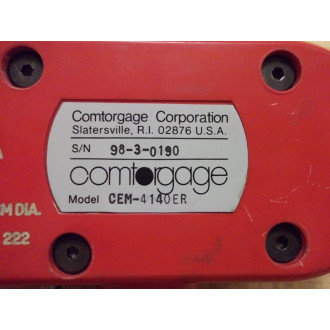 Comtorgage Corporation
Slatersville, R.I. 02876 U.S.A.
S/N 98-3-0190
comtorgage
Model CEM-4140ER
M DIA.
222